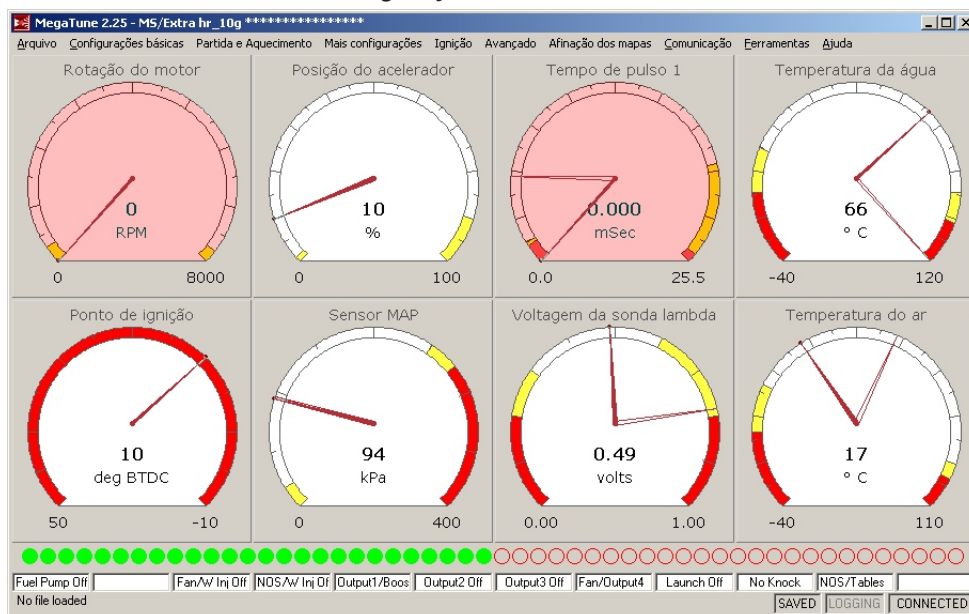 MegaTune 2.25 - MS/Extra hr_10g ****************
Arquivo Configurações básicas Partida e Aquecimento Mais configurações Ignição Avançado Afinação dos mapas Comunicação Ferramentas Ajuda
Rotação do motor Posição do acelerador Tempo de pulso 1 Temperatura da água
0 10 0.000 66
RPM % mSec ° C
0 8000 0 100 0.0 25.5 -40 120
Ponto de ignição Sensor MAP Voltagem da sonda lambda Temperatura do ar
10 94 0.49 17
deg BTDC kPa volts ° C
50 -10 0 400 0.00 1.00 -40 110
Fuel Pump Off Fan/W Inj Off NOS/W Inj Of Output1/Boos Output2 Off Output3 Off Fan/Output4 Launch Off No Knock NOS/Tables
No file loaded SAVED LOGGING CONNECTED